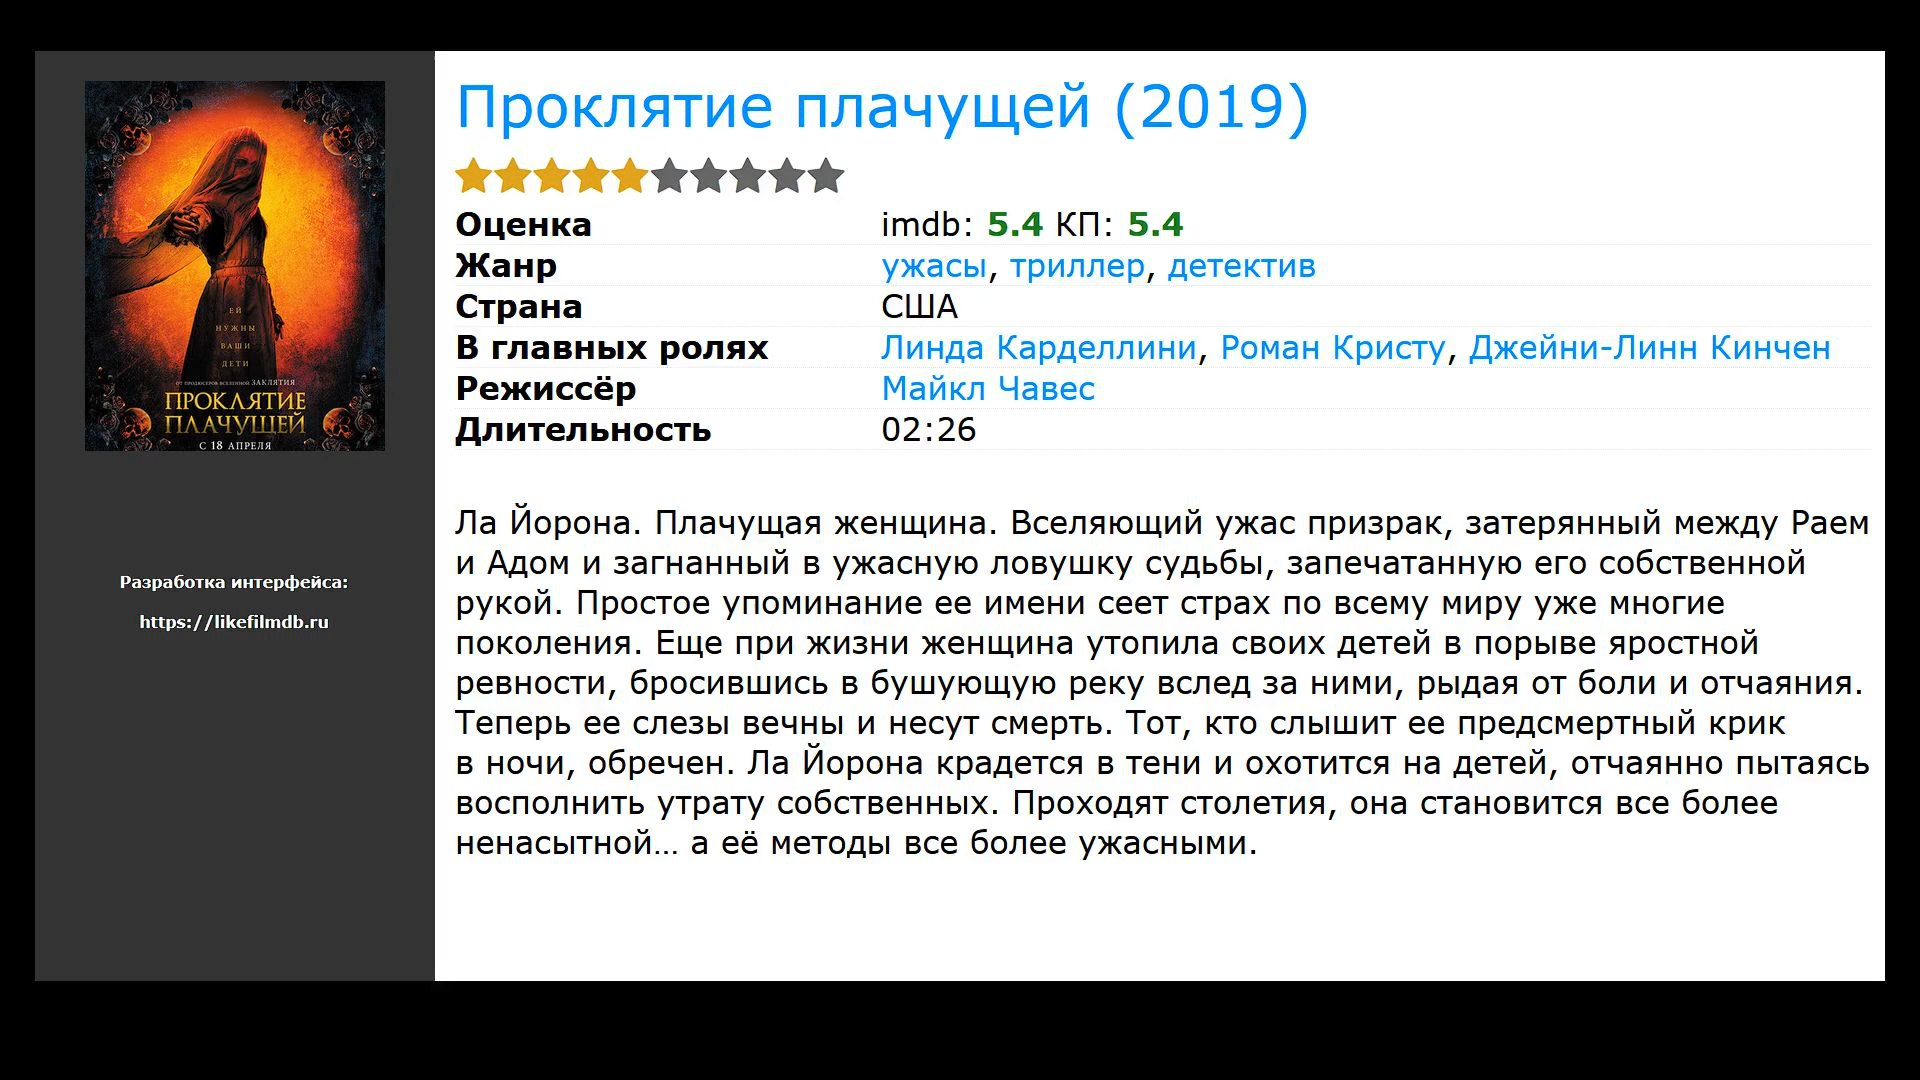 Проклятие плачущей (2019)
Оценка imdb: 5.4 КП: 5.4
Жанр ужасы, триллер, детектив
Страна США
В главных ролях Линда Карделлини, Роман Кристу, Джейни-Линн Кинчен
Режиссёр Майкл Чавес
Длительность 02:26
Ла Йорона. Плачущая женщина. Вселяющий ужас призрак, затерянный между Раем
и Адом и загнанный в ужасную ловушку судьбы, запечатанную его собственной
рукой. Простое упоминание ее имени сеет страх по всему миру уже многие
поколения. Еще при жизни женщина утопила своих детей в порыве яростной
ревности, бросившись в бушующую реку вслед за ними, рыдая от боли и отчаяния.
Теперь ее слезы вечны и несут смерть. Тот, кто слышит ее предсмертный крик
в ночи, обречен. Ла Йорона крадется в тени и охотится на детей, отчаянно пытаясь
восполнить утрату собственных. Проходят столетия, она становится все более
ненасытной… а её методы все более ужасными.
ЕЙ
НУЖНЫ
ВАШИ
ДЕТИ
ОТ ПРОДЮСЕРОВ ВСЕЛЕННОЙ ЗАКЛЯТИЯ
ПРОКЛЯТИЕ
ПЛАЧУЩЕЙ
С 18 АПРЕЛЯ
Разработка интерфейса:
https://likefilmdb.ru